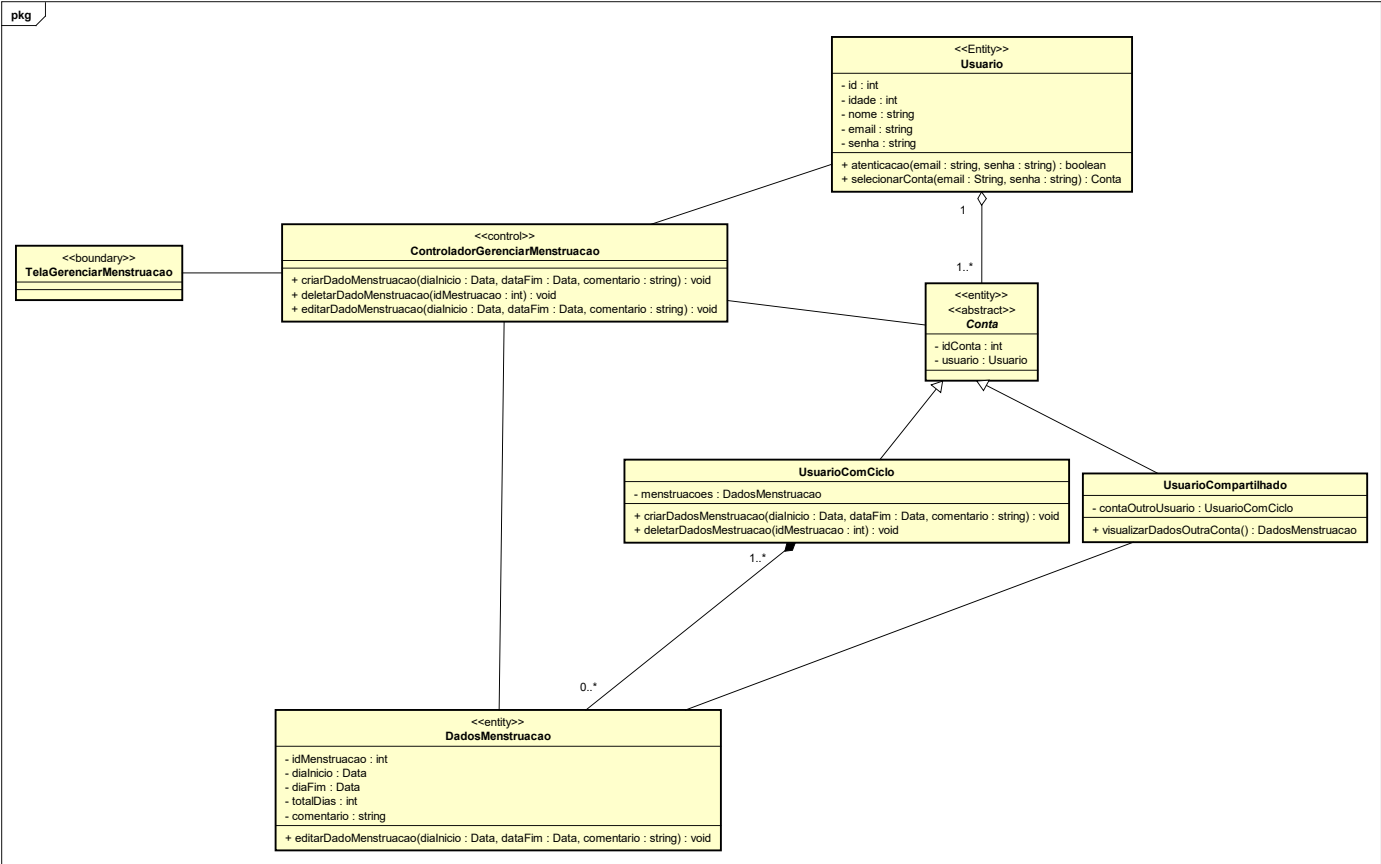 pkg
<<Entity>>
Usuario
- id : int
- idade : int
- nome : string
- email : string
- senha : string
+ atenticacao(email : string, senha : string) : boolean
+ selecionarConta(email : String, senha : string) : Conta
1
1..*
<<boundary>>
TelaGerenciarMenstruacao
<<control>>
ControladorGerenciarMenstruacao
+ criarDadoMenstruacao(diaInicio : Data, dataFim : Data, comentario : string) : void
+ deletarDadoMenstruacao(idMestruacao : int) : void
+ editarDadoMenstruacao(diaInicio : Data, dataFim : Data, comentario : string) : void
<<entity>>
<<abstract>>
Conta
- idConta : int
- usuario : Usuario
UsuarioComCiclo
- menstruacoes : DadosMenstruacao
+ criarDadosMenstruacao(diaInicio : Data, dataFim : Data, comentario : string) : void
+ deletarDadosMestruacao(idMestruacao : int) : void
UsuarioCompartilhado
- contaOutroUsuario : UsuarioComCiclo
+ visualizarDadosOutraConta() : DadosMenstruacao
1..*
0..*
<<entity>>
DadosMenstruacao
- idMenstruacao : int
- diaInicio : Data
- diaFim : Data
- totalDias : int
- comentario : string
+ editarDadoMenstruacao(diaInicio : Data, dataFim : Data, comentario : string) : void